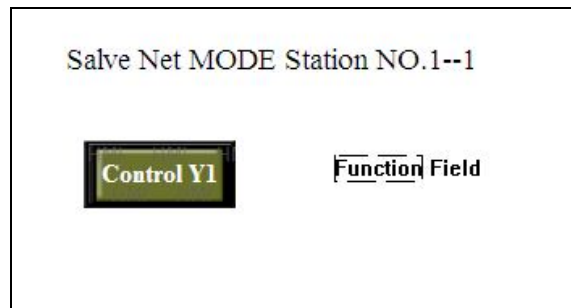 Salve Net MODE Station NO.1--1
Control Y1
Function Field